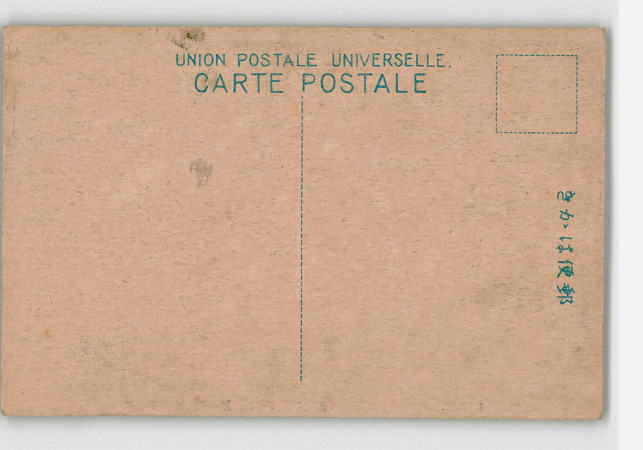 UNION POSTALE UNIVERSELLE.
CARTE POSTALE
郵便はかき